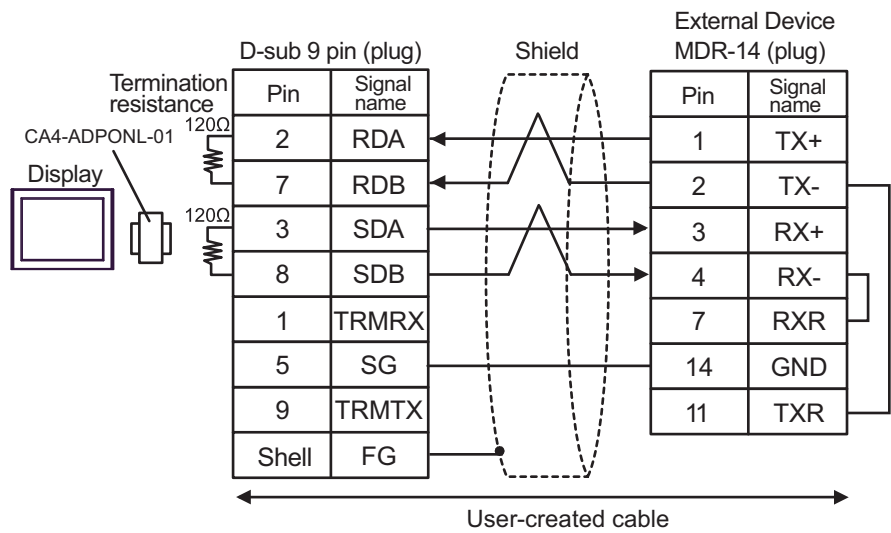 External Device
D-sub 9 pin (plug) Shield MDR-14 (plug)
Termination resistance
CA4-ADPONL-01
Display
120Ω
120Ω
Pin Signal name
2 RDA
7 RDB
3 SDA
8 SDB
1 TRMRX
5 SG
9 TRMTX
Shell FG
Pin Signal name
1 TX+
2 TX-
3 RX+
4 RX-
7 RXR
14 GND
11 TXR
User-created cable